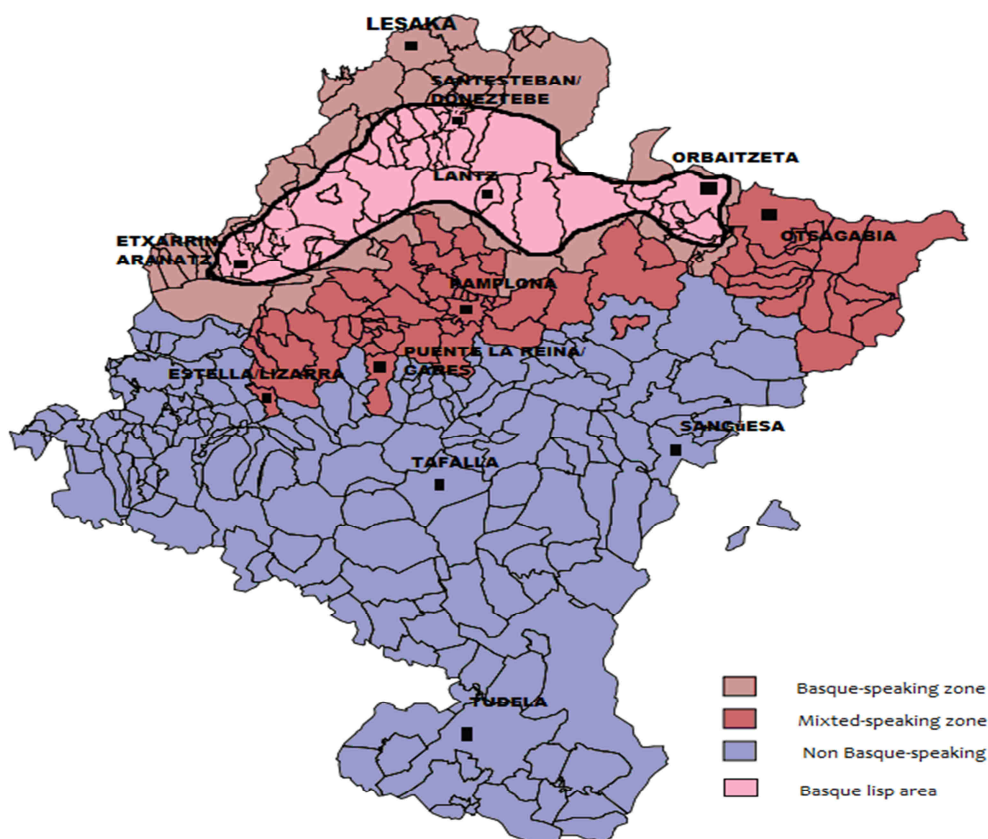 LESAKA
SANTESTEBAN/
DONEZTEBE
ORBAITZETA
LANTZ
OTSAGABIA
ETXARRIN
ARANATZ
PAMPLONA
PUENTE LA REINA/
GARES
ESTELLA/LIZARRA
SANGüESA
TAFALLA
TUDELA
Basque-speaking zone
Mixted-speaking zone
Non Basque-speaking
Basque lisp area